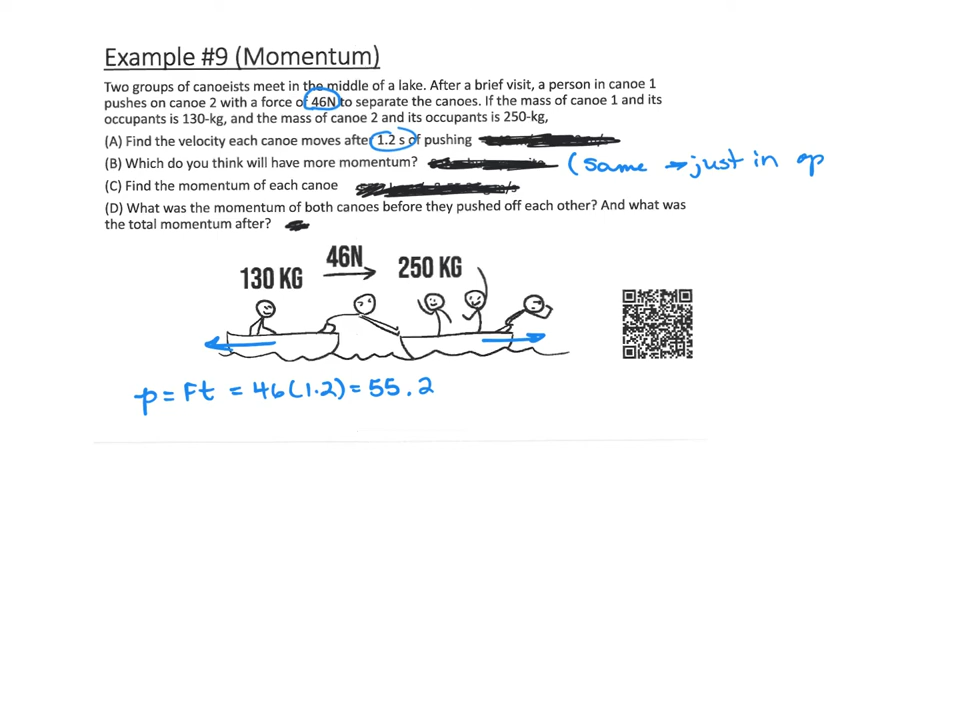 Example #9 (Momentum)
Two groups of canoeists meet in the middle of a lake. After a brief visit, a person in canoe 1
pushes on canoe 2 with a force of 46N to separate the canoes. If the mass of canoe 1 and its
occupants is 130-kg, and the mass of canoe 2 and its occupants is 250-kg,
(A) Find the velocity each canoe moves after 1.2 s of pushing
(B) Which do you think will have more momentum? (Same → just in op
(C) Find the momentum of each canoe
(D) What was the momentum of both canoes before they pushed off each other? And what was
the total momentum after?
46N
130 KG 250 KG
p = Ft = 46(1.2) = 55.2